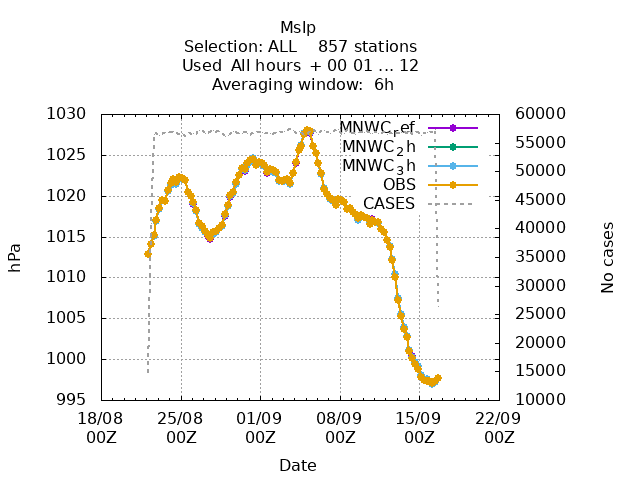 Mslp
Selection: ALL    857 stations
Used  All hours  + 00 01 ... 12
Averaging window:  6h
1030
1025
1020
1015
1010
1005
1000
995
hPa
60000
55000
50000
45000
40000
35000
30000
25000
20000
15000
10000
No cases
MNWC_ref
MNWC_2h
MNWC_3h
OBS
CASES
18/08 25/08 01/09 08/09 15/09 22/09
00Z 00Z 00Z 00Z 00Z 00Z
Date